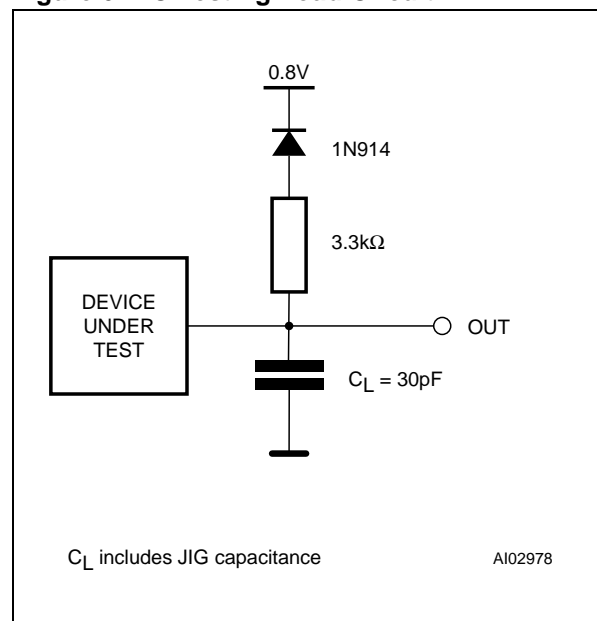 0.8V
1N914
3.3kΩ
DEVICE
UNDER
TEST
OUT
CL = 30pF
CL includes JIG capacitance
AI02978